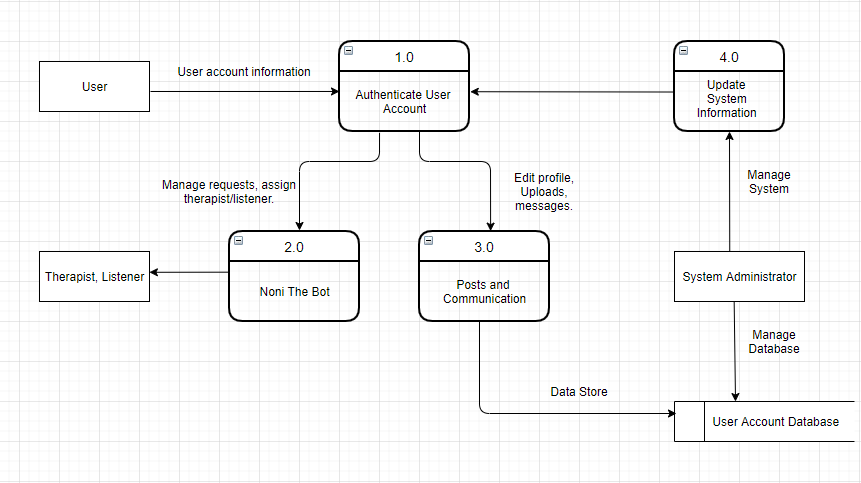 1.0
4.0
User
User account information
Authenticate User
Account
Update
System
Information
Manage requests, assign
therapist/listener.
Edit profile,
Uploads,
messages.
Manage
System
2.0
3.0
Therapist, Listener
Noni The Bot
Posts and
Communication
System Administrator
Manage
Database
Data Store
User Account Database